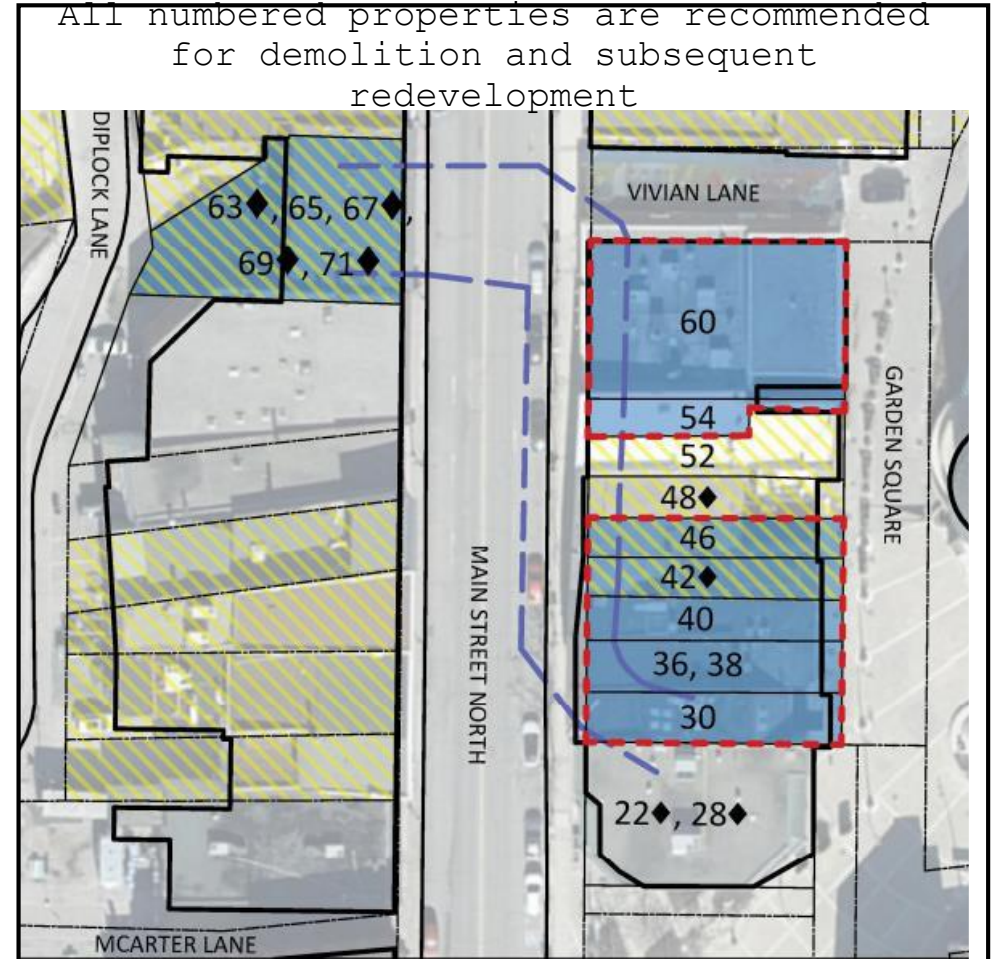 All numbered properties are recommended
for demolition and subsequent
redevelopment
DIPLOCK LANE
63♦, 65, 67♦,
69♦, 71♦
VIVIAN LANE
60
54
52
48♦
46
42♦
40
36, 38
30
22♦, 28♦
GARDEN SQUARE
MAIN STREET NORTH
MCARTER LANE